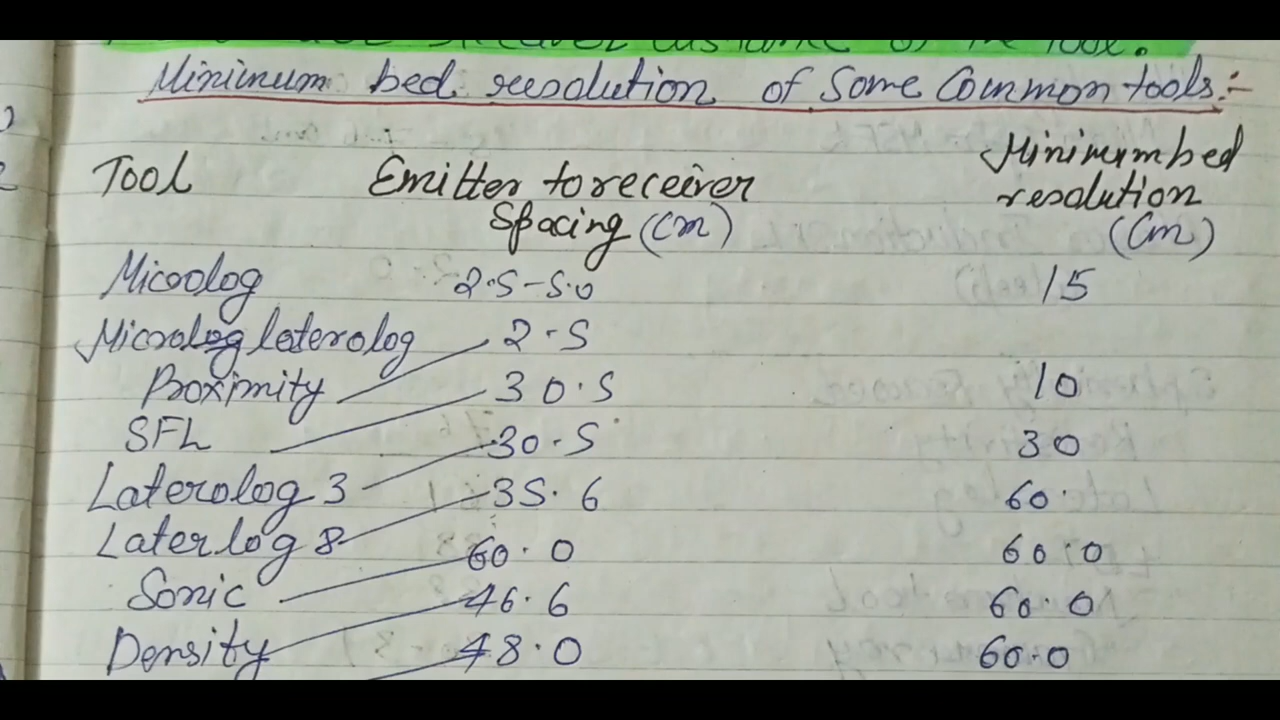 Minimum bed resolution of Some Common tools:-
Tool Emitter to receiver Spacing (Cm) Minimum bed resolution (Cm)
Microlog 2.5-5.0 15
Microlog laterolog 2.5
Proximity 30.5 10
SFL 30.5 30
Laterolog 3 35.6 60
Laterlog 8 60.0 60.0
Sonic 46.6 60.0
Density 48.0 60.0